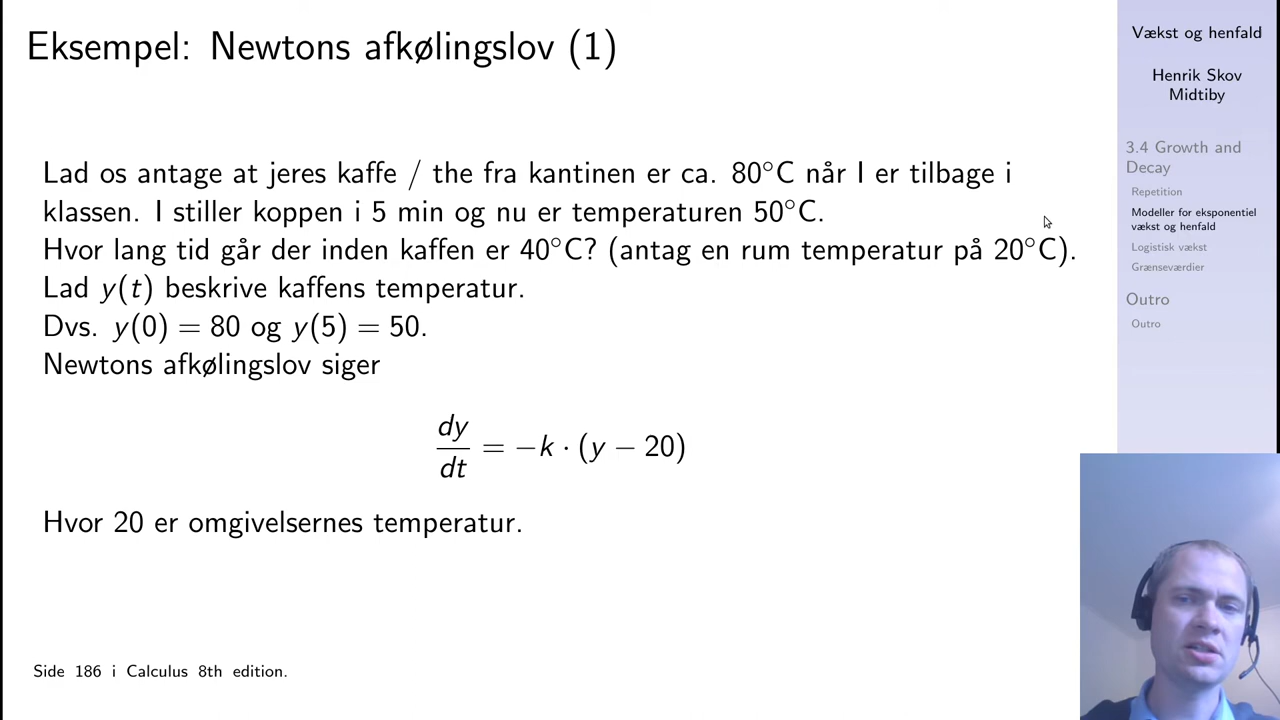 Eksempel: Newtons afkølingslov (1)
Lad os antage at jeres kaffe / the fra kantinen er ca. 80°C når I er tilbage i
klassen. I stiller koppen i 5 min og nu er temperaturen 50°C.
Hvor lang tid går der inden kaffen er 40°C? (antag en rum temperatur på 20°C).
Lad y(t) beskrive kaffens temperatur.
Dvs. y(0) = 80 og y(5) = 50.
Newtons afkølingslov siger
dy/dt = −k · (y − 20)
Hvor 20 er omgivelsernes temperatur.
Side 186 i Calculus 8th edition.
Vækst og henfald
Henrik Skov
Midtiby
3.4 Growth and
Decay
Repetition
Modeller for eksponentiel
vækst og henfald
Logistisk vækst
Grænseværdier
Outro
Outro